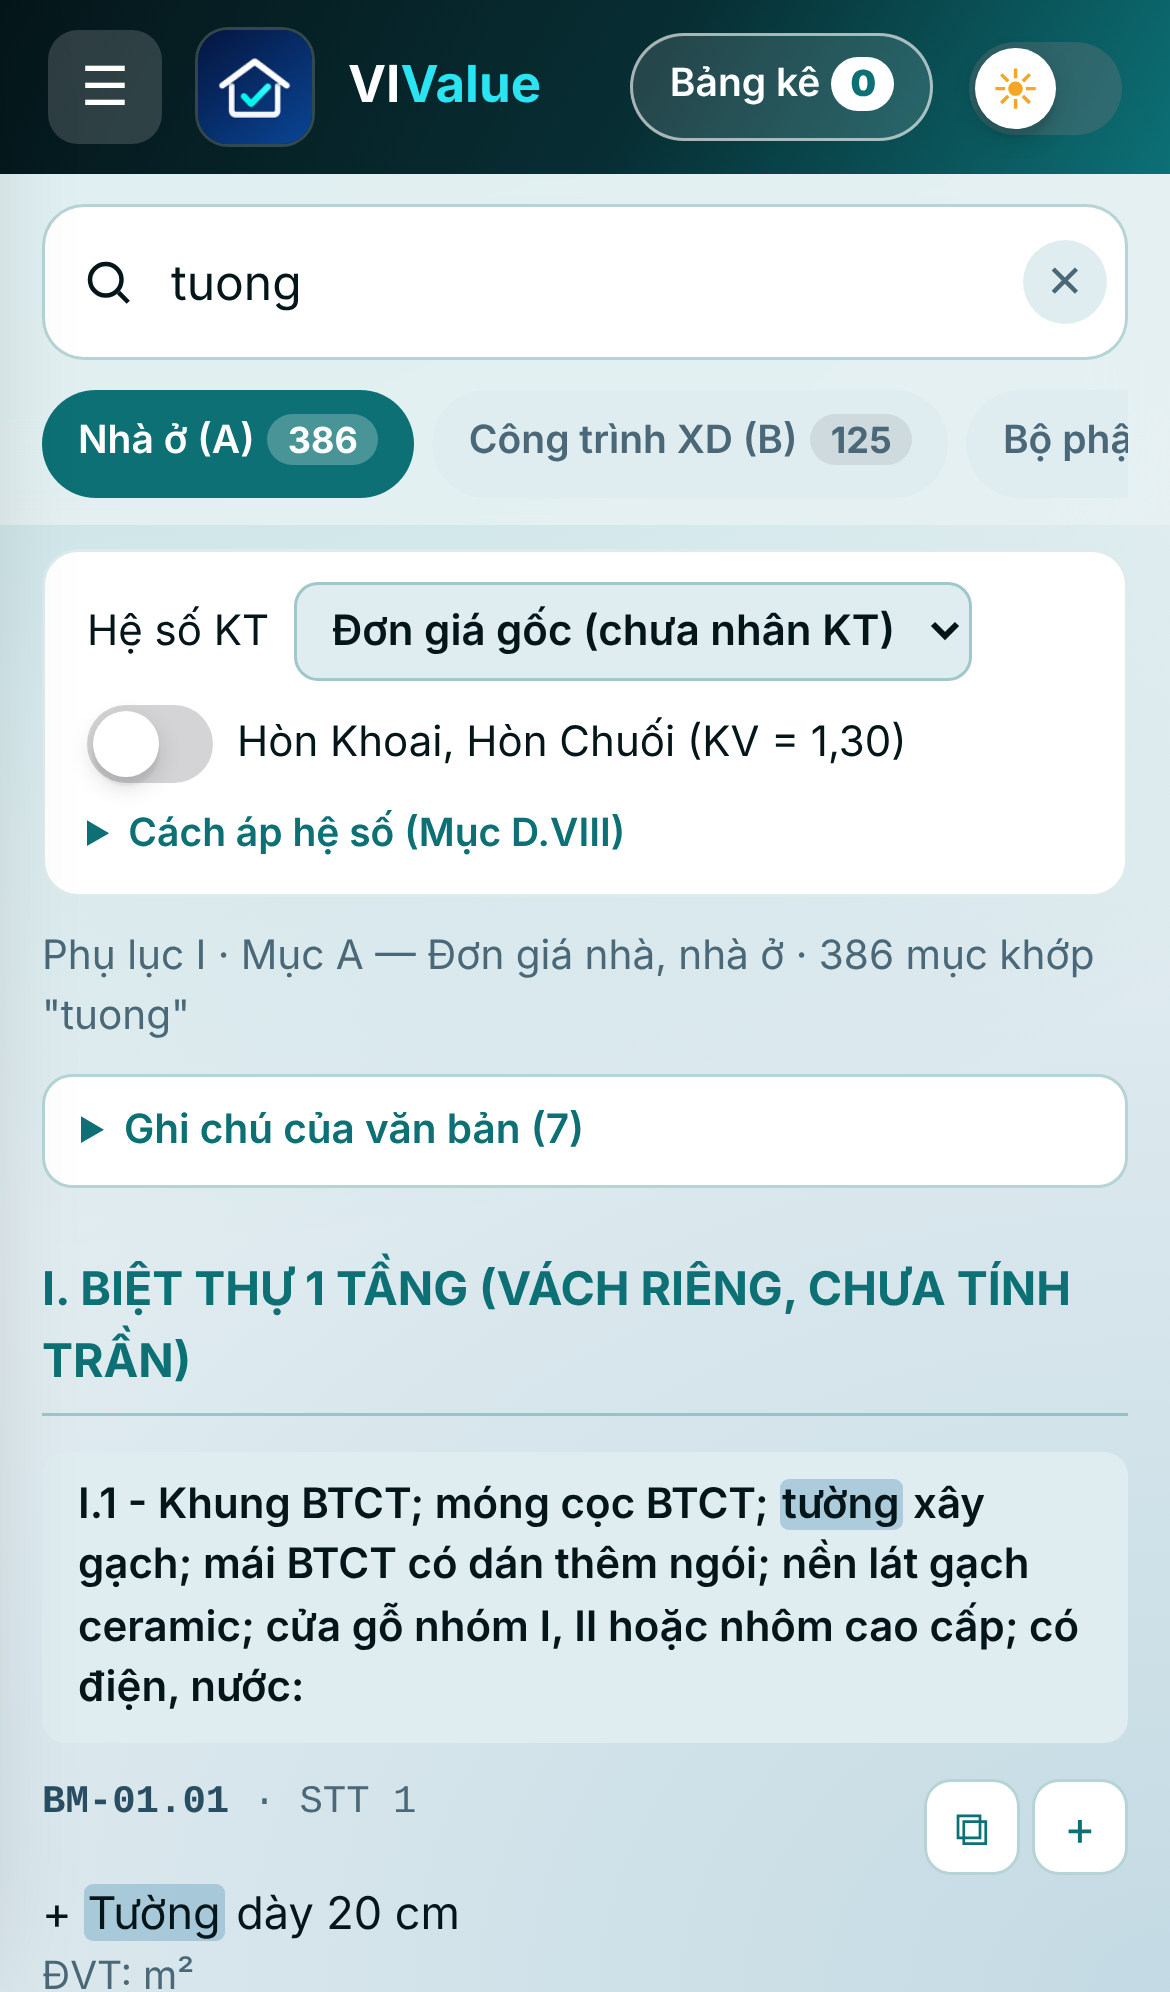 ☰ VIValue Bảng kê 0
tuong ✕
Nhà ở (A) 386 Công trình XD (B) 125 Bộ phậ
Hệ số KT Đơn giá gốc (chưa nhân KT)
Hòn Khoai, Hòn Chuối (KV = 1,30)
▶ Cách áp hệ số (Mục D.VIII)
Phụ lục I · Mục A — Đơn giá nhà, nhà ở · 386 mục khớp
"tuong"
▶ Ghi chú của văn bản (7)
I. BIỆT THỰ 1 TẦNG (VÁCH RIÊNG, CHƯA TÍNH
TRẦN)
I.1 - Khung BTCT; móng cọc BTCT; tường xây
gạch; mái BTCT có dán thêm ngói; nền lát gạch
ceramic; cửa gỗ nhóm I, II hoặc nhôm cao cấp; có
điện, nước:
BM-01.01 · STT 1
+
+ Tường dày 20 cm
ĐVT: m²